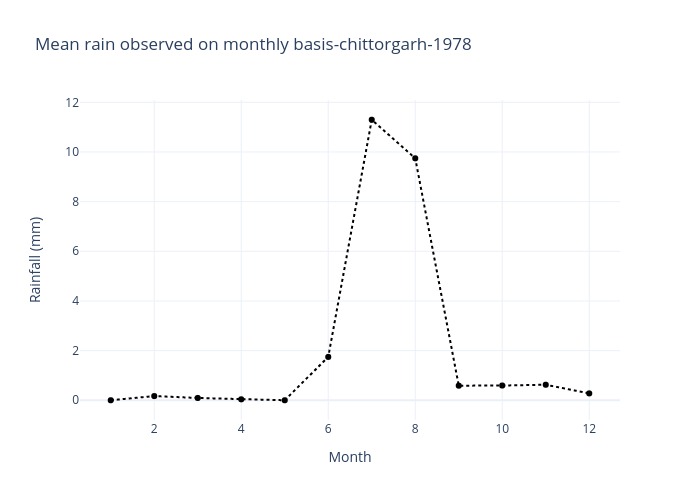 Mean rain observed on monthly basis-chittorgarh-1978
12
10
8
6
4
2
0
Rainfall (mm)
2 4 6 8 10 12
Month